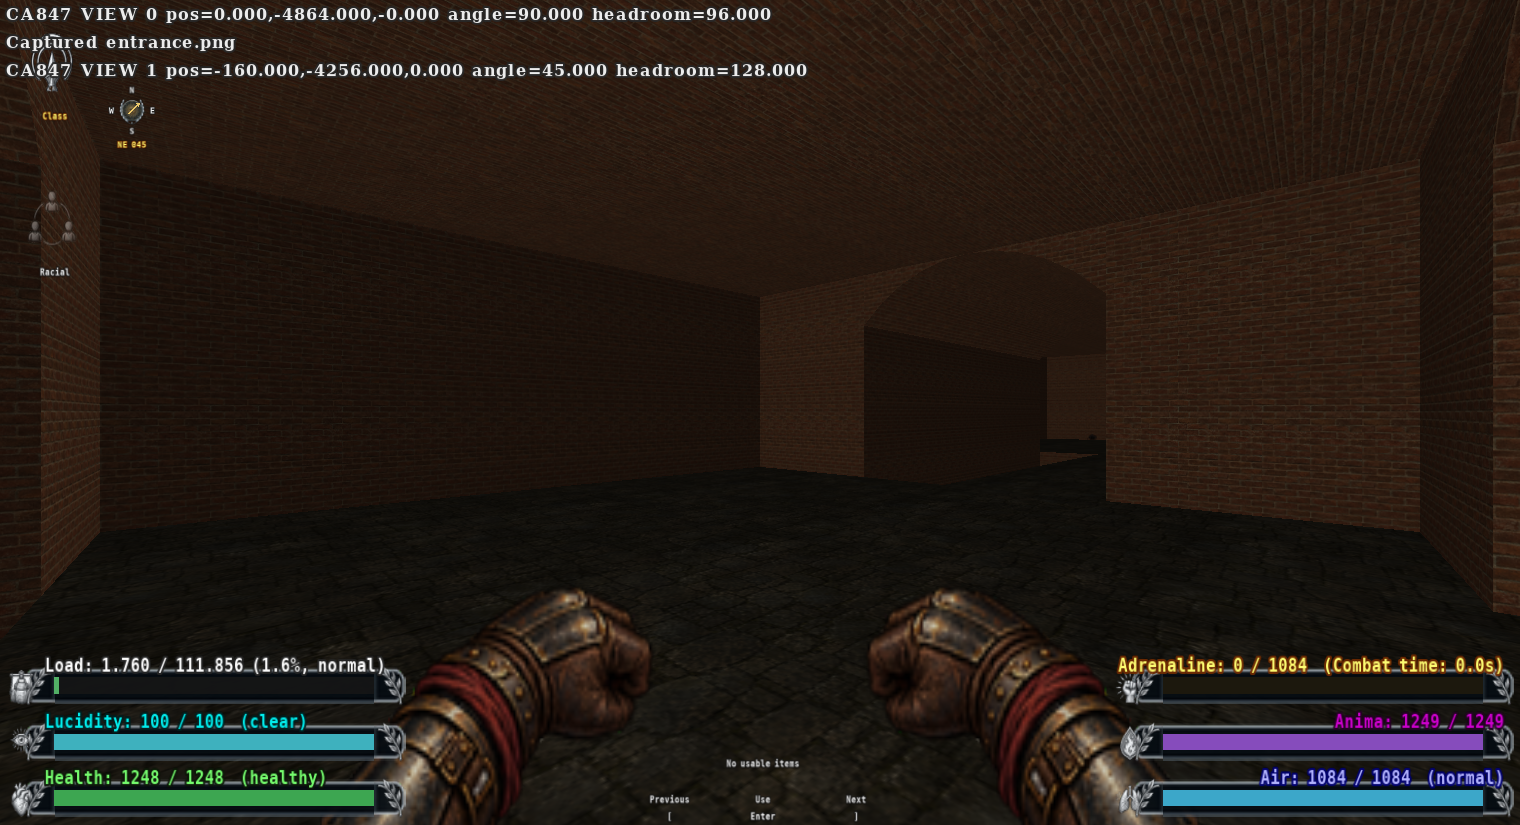 CA847 VIEW 0 pos=0.000,-4864.000,-0.000 angle=90.000 headroom=96.000
Captured entrance.png
CA847 VIEW 1 pos=-160.000,-4256.000,0.000 angle=45.000 headroom=128.000
N
W E
S
Class
NE 045
Racial
Load: 1.760 / 111.856 (1.6%, normal)
Lucidity: 100 / 100 (clear)
Health: 1248 / 1248 (healthy)
Adrenaline: 0 / 1084 (Combat time: 0.0s)
Anima: 1249 / 1249
Air: 1084 / 1084 (normal)
No usable items
Previous Use Next
[ Enter ]